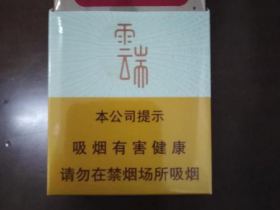 雲端
本公司提示
吸烟有害健康
请勿在禁烟场所吸烟